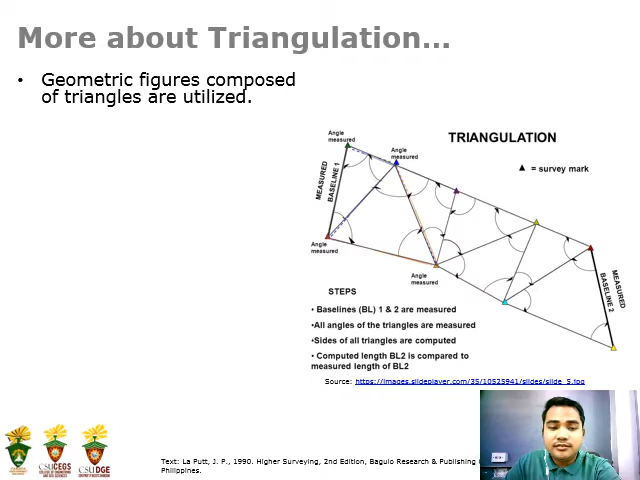 More about Triangulation...
• Geometric figures composed
of triangles are utilized.
TRIANGULATION
▲ = survey mark
Angle
measured
Angle
measured
MEASURED
BASELINE 1
Angle
measured
Angle
measured
MEASURED
BASELINE 2
STEPS
• Baselines (BL) 1 & 2 are measured
•All angles of the triangles are measured
•Sides of all triangles are computed
• Computed length BL2 is compared to
measured length of BL2
Source: https://images.slideplayer.com/35/10525941/slides/slide_5.jpg
CSU CEGS
CSU DGE
Text: La Putt, J. P., 1990. Higher Surveying, 2nd Edition, Baguio Research & Publishing
Philippines.